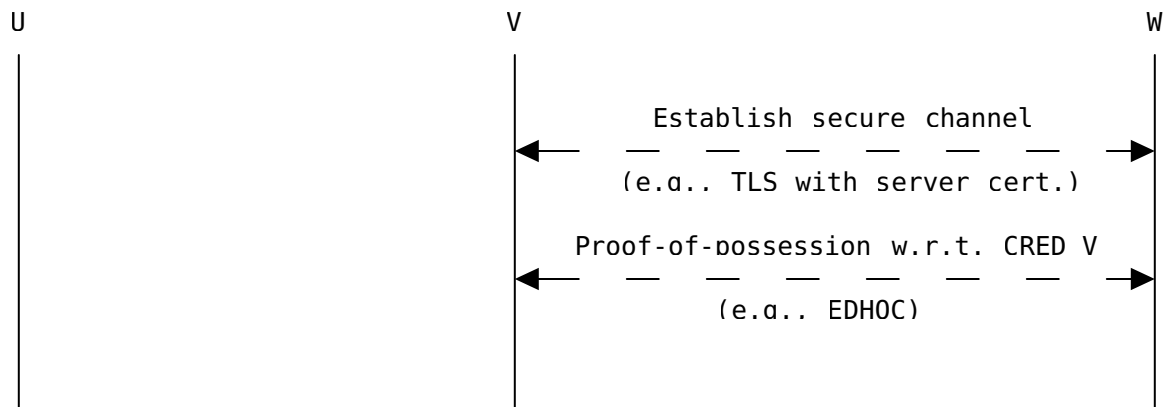 U V W
Establish secure channel
(e.g., TLS with server cert.)
Proof-of-possession w.r.t. CRED_V
(e.g., EDHOC)